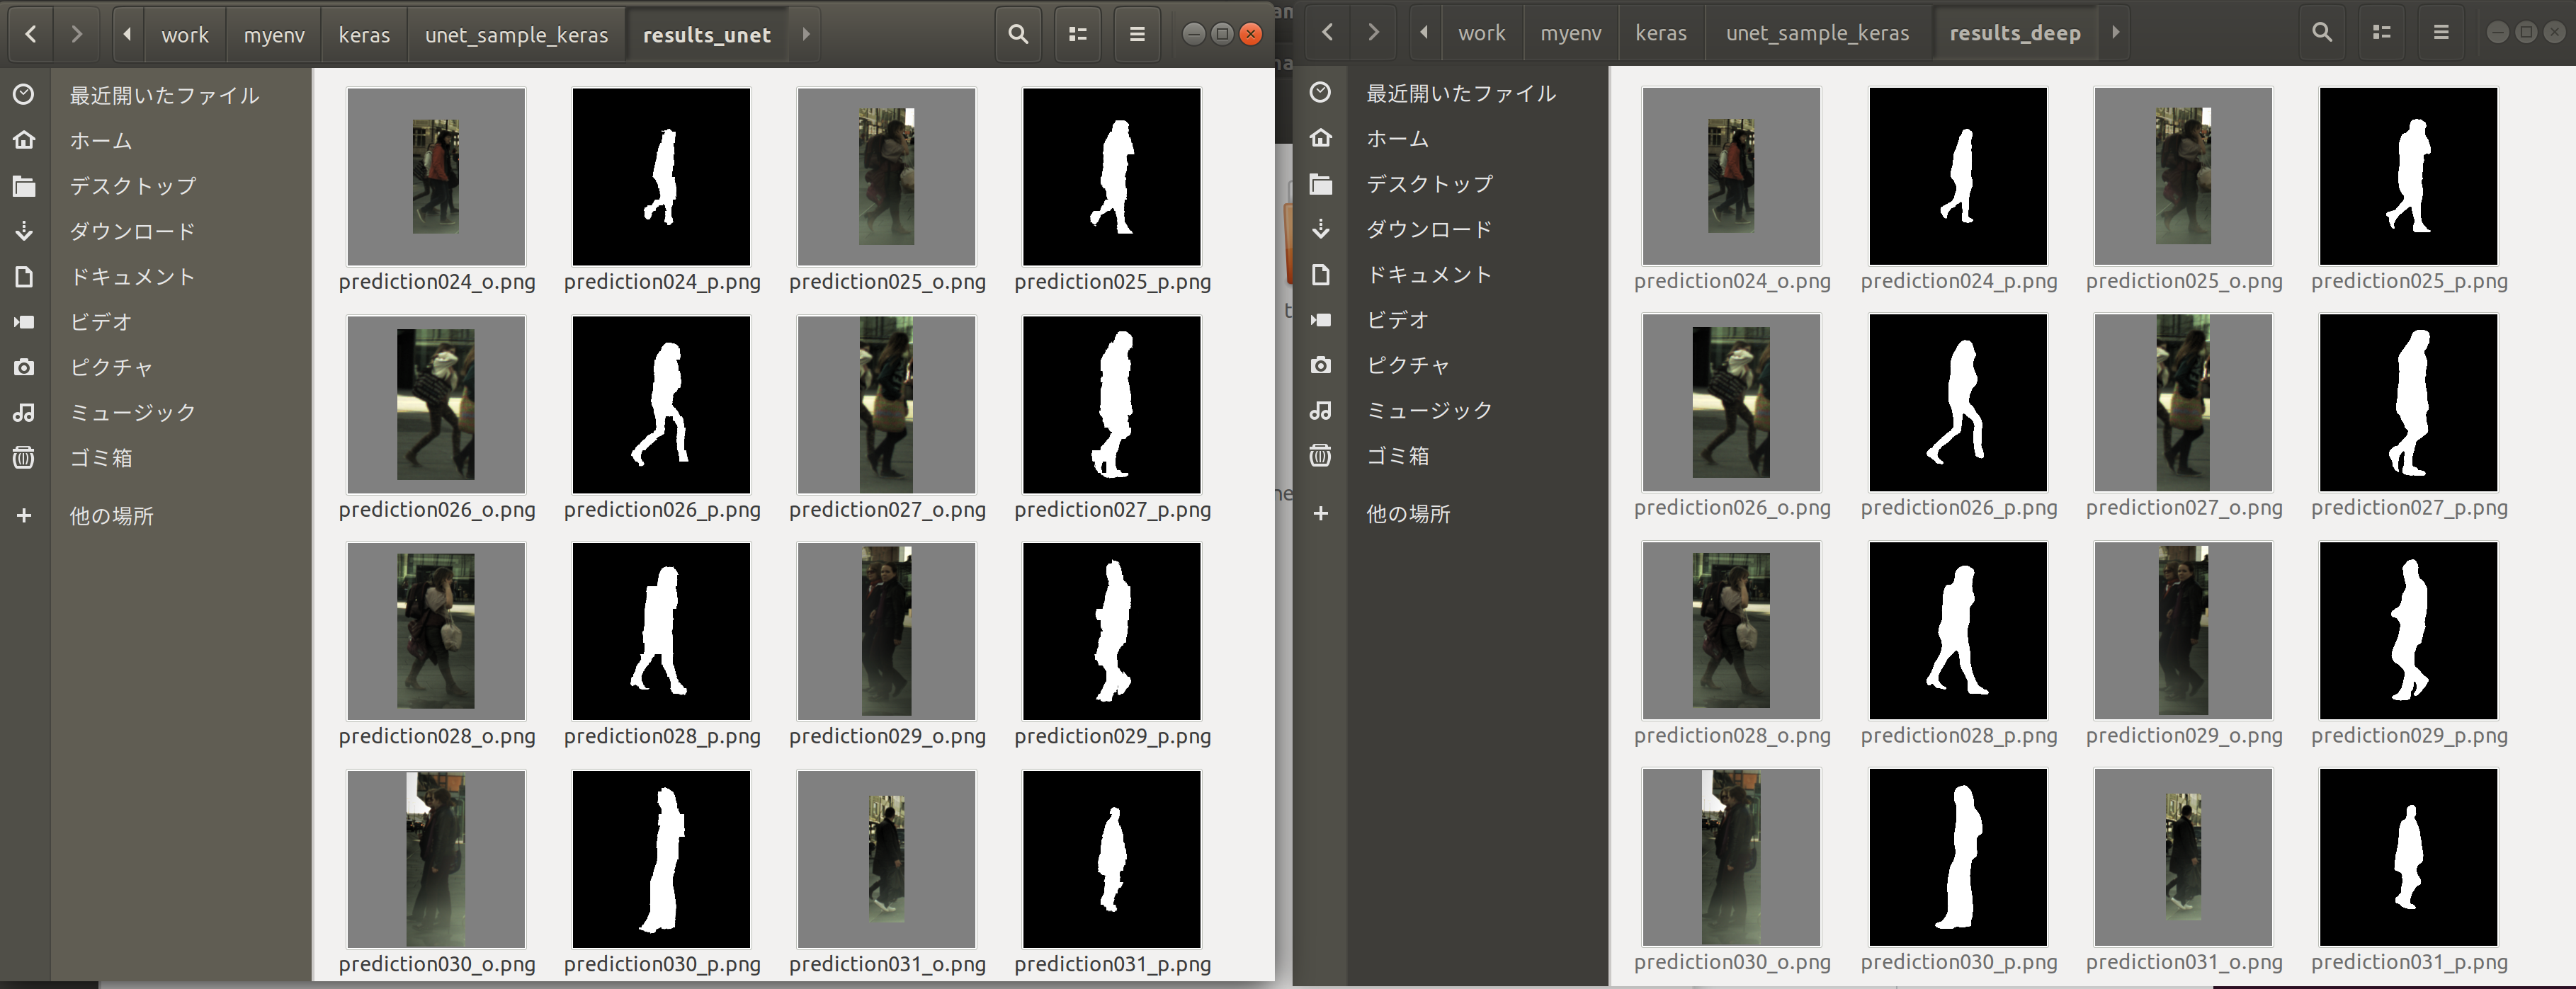 work myenv keras unet_sample_keras results_unet
最近開いたファイル
ホーム
デスクトップ
ダウンロード
ドキュメント
ビデオ
ピクチャ
ミュージック
ゴミ箱
他の場所
prediction024_o.png prediction024_p.png prediction025_o.png prediction025_p.png
prediction026_o.png prediction026_p.png prediction027_o.png prediction027_p.png
prediction028_o.png prediction028_p.png prediction029_o.png prediction029_p.png
prediction030_o.png prediction030_p.png prediction031_o.png prediction031_p.png
work myenv keras unet_sample_keras results_deep
最近開いたファイル
ホーム
デスクトップ
ダウンロード
ドキュメント
ビデオ
ピクチャ
ミュージック
ゴミ箱
他の場所
prediction024_o.png prediction024_p.png prediction025_o.png prediction025_p.png
prediction026_o.png prediction026_p.png prediction027_o.png prediction027_p.png
prediction028_o.png prediction028_p.png prediction029_o.png prediction029_p.png
prediction030_o.png prediction030_p.png prediction031_o.png prediction031_p.png